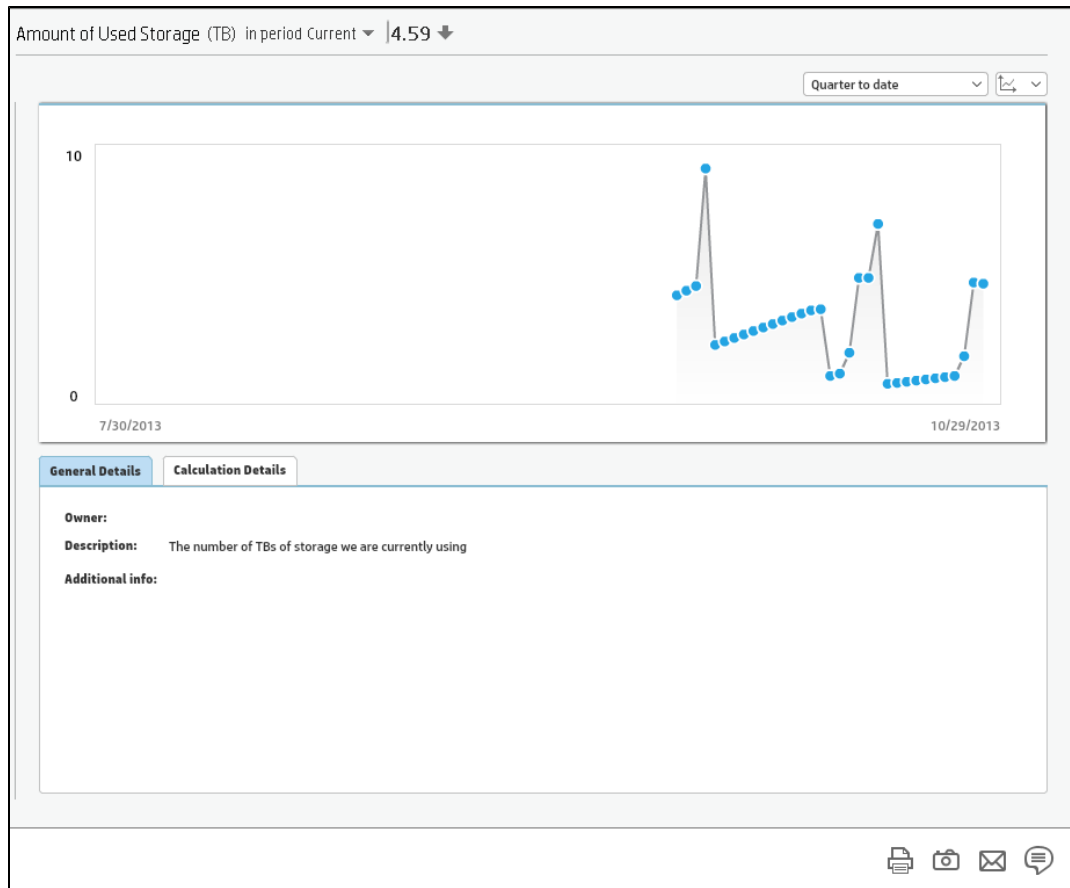 Amount of Used Storage (TB) in period Current 4.59
Quarter to date
10
0
7/30/2013 10/29/2013
General Details Calculation Details
Owner:
Description: The number of TBs of storage we are currently using
Additional info: